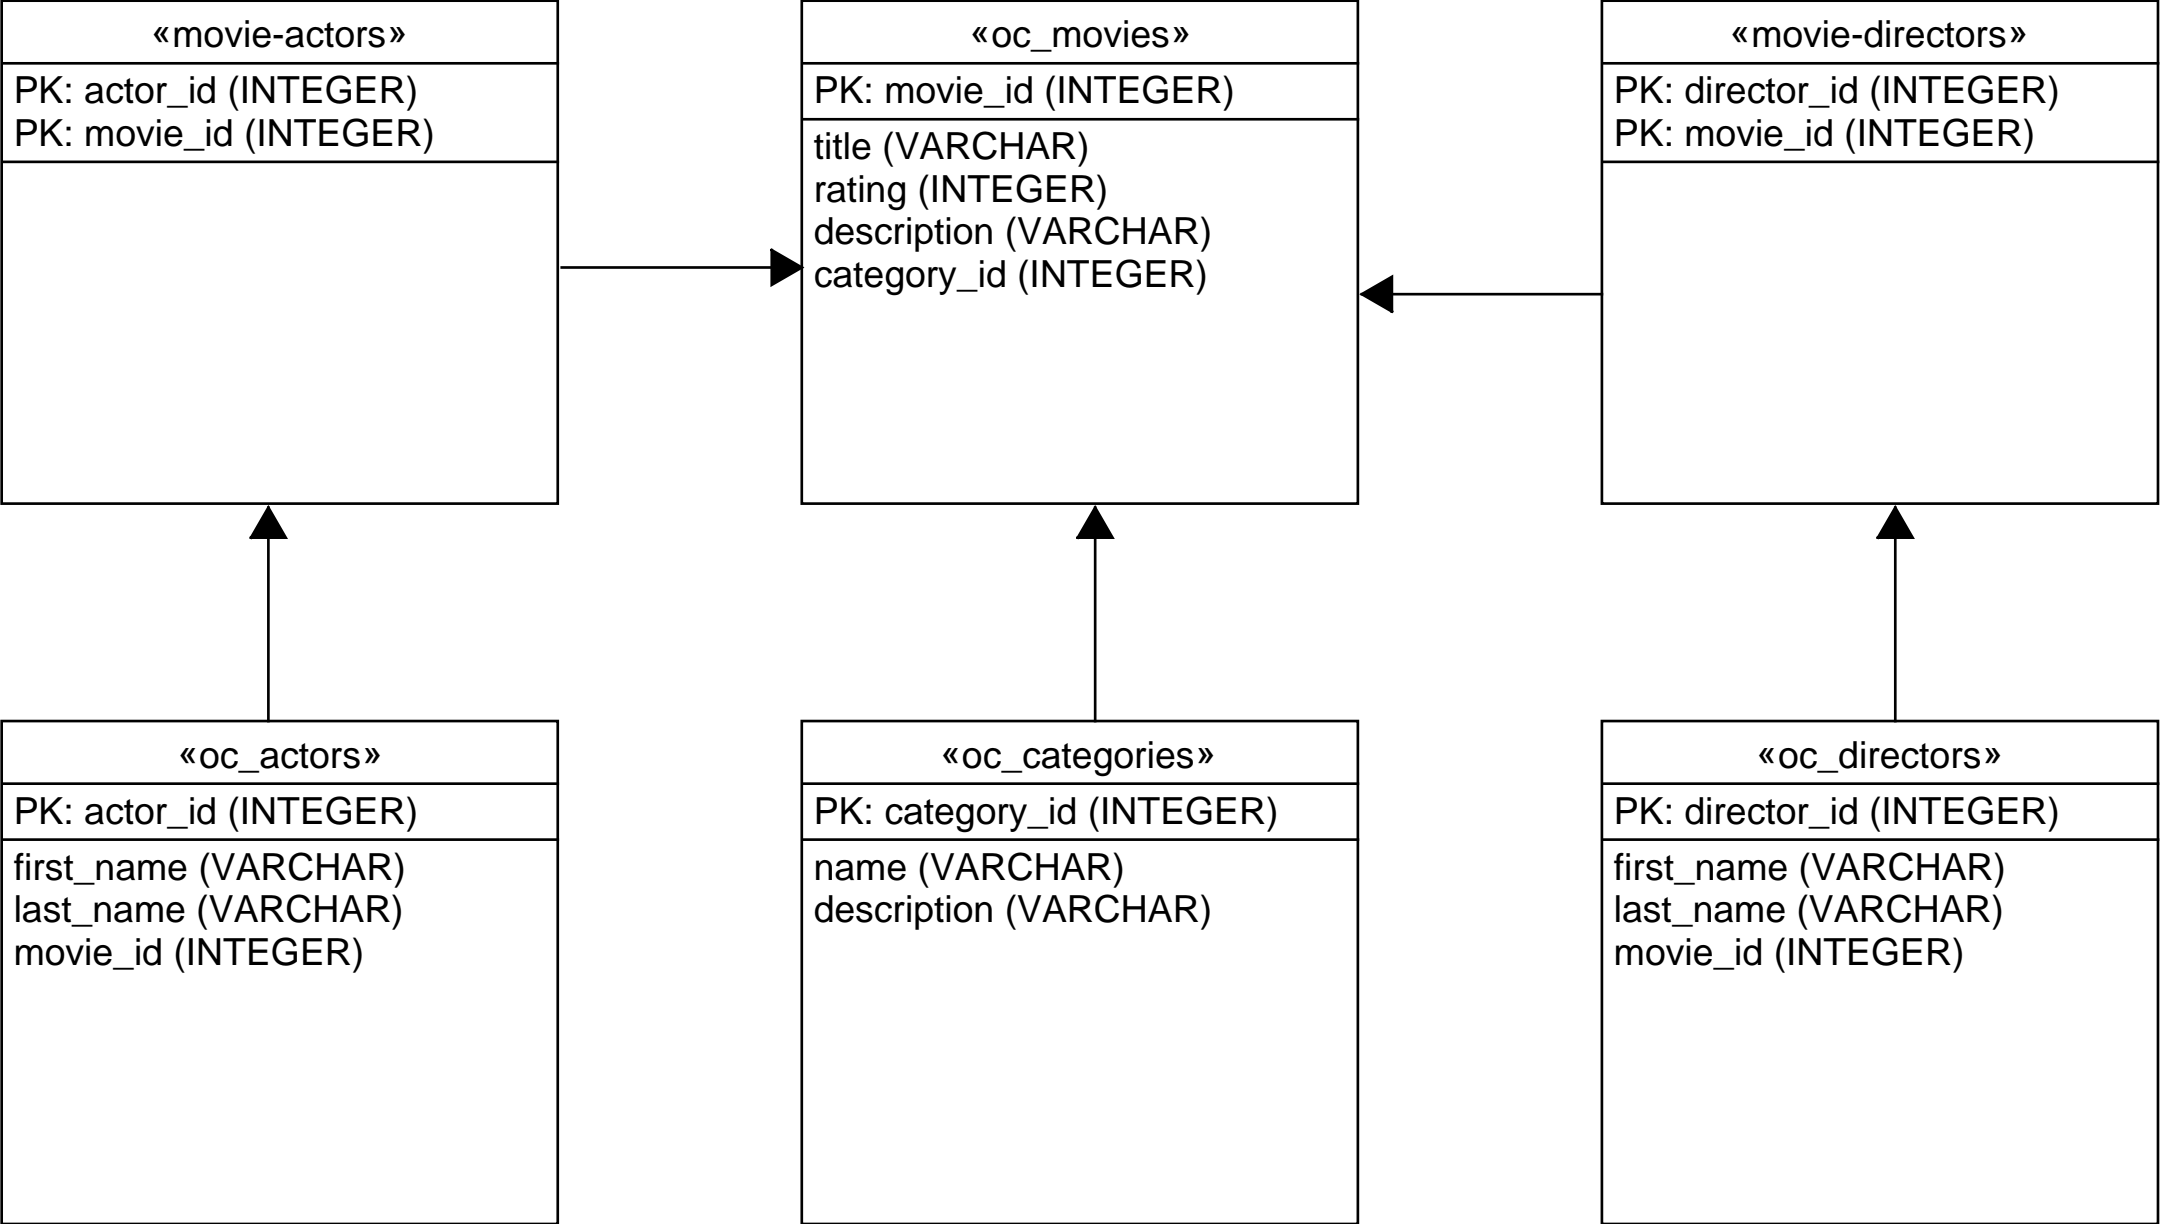 «movie-actors»
PK: actor_id (INTEGER)
PK: movie_id (INTEGER)
«oc_movies»
PK: movie_id (INTEGER)
title (VARCHAR)
rating (INTEGER)
description (VARCHAR)
category_id (INTEGER)
«movie-directors»
PK: director_id (INTEGER)
PK: movie_id (INTEGER)
«oc_actors»
PK: actor_id (INTEGER)
first_name (VARCHAR)
last_name (VARCHAR)
movie_id (INTEGER)
«oc_categories»
PK: category_id (INTEGER)
name (VARCHAR)
description (VARCHAR)
«oc_directors»
PK: director_id (INTEGER)
first_name (VARCHAR)
last_name (VARCHAR)
movie_id (INTEGER)